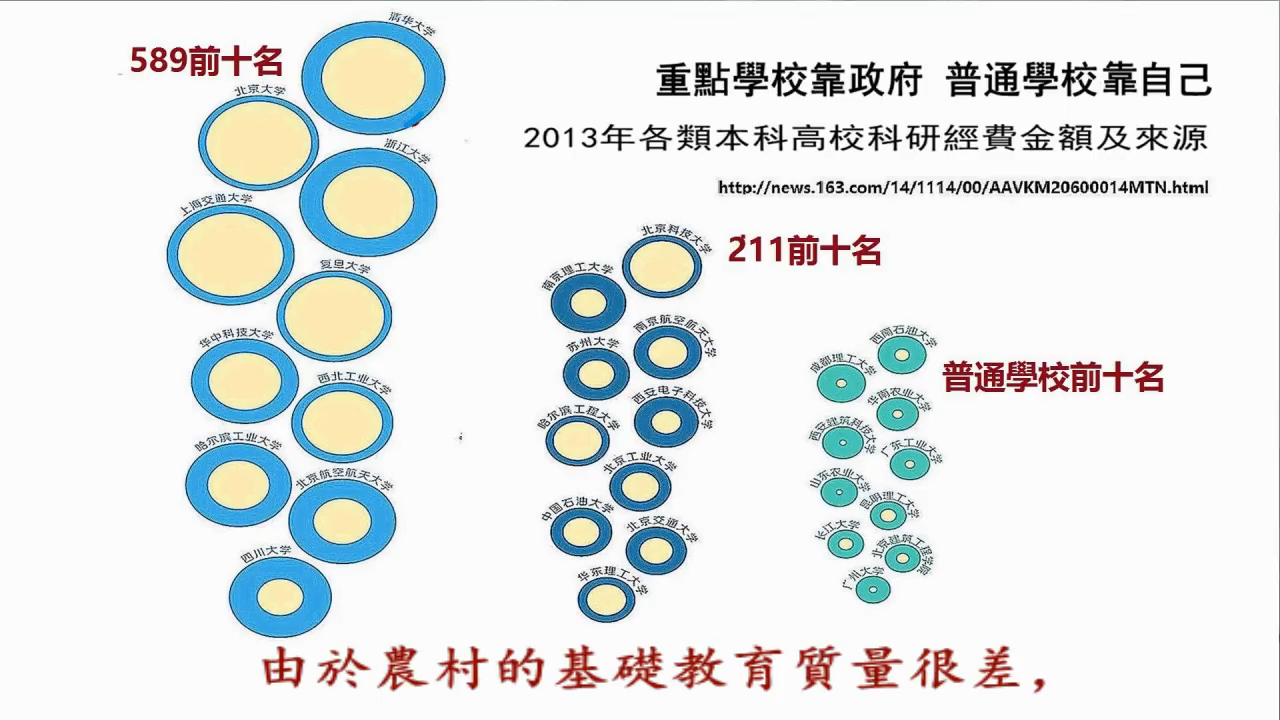 清华大学
589前十名
北京大学
浙江大学
上海交通大学
复旦大学
华中科技大学
西北工业大学
哈尔滨工业大学
北京航空航天大学
四川大学
重點學校靠政府 普通學校靠自己
2013年各類本科高校科研經費金額及來源
http://news.163.com/14/1114/00/AAVKM20600014MTN.html
北京科技大学
211前十名
南京理工大学
南京航空航天大学
苏州大学
西安电子科技大学
哈尔滨工程大学
北京工业大学
中国石油大学
北京交通大学
华东理工大学
西南石油大学
成都理工大学
普通學校前十名
华南农业大学
西安建筑科技大学
广东工业大学
山东农业大学
昆明理工大学
长江大学
北京建筑工程学院
广州大学
由於農村的基礎教育質量很差，